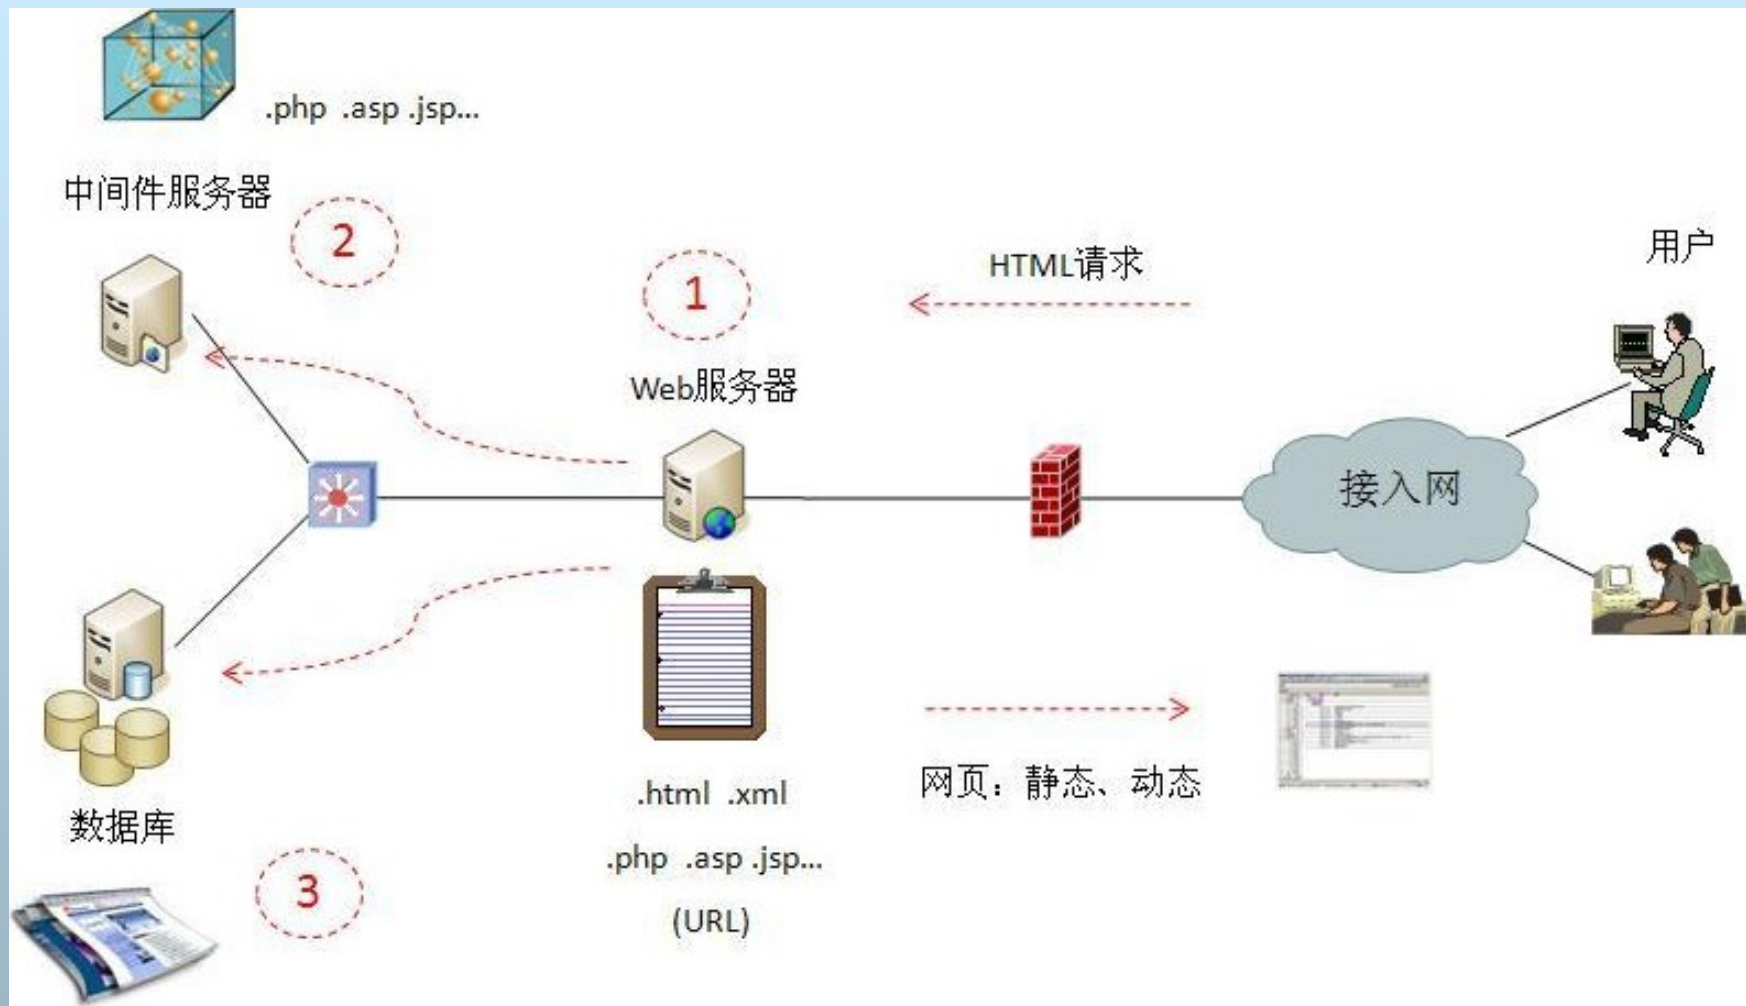 .php .asp .jsp...
中间件服务器
2
1
HTML请求
用户
Web服务器
接入网
数据库
3
.html .xml
.php .asp .jsp...
(URL)
网页：静态、动态